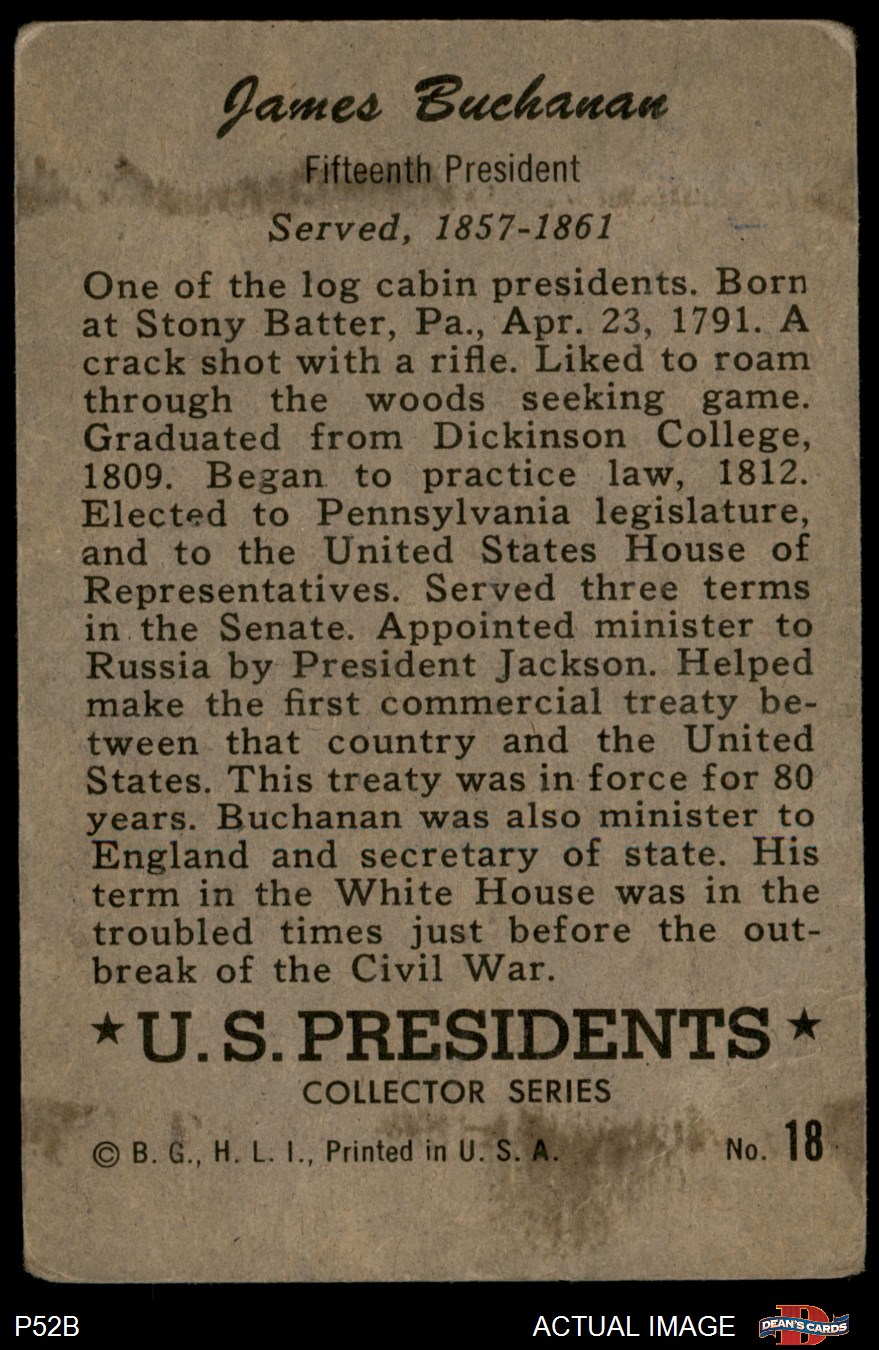 James Buchanan
Fifteenth President
Served, 1857-1861
One of the log cabin presidents. Born
at Stony Batter, Pa., Apr. 23, 1791. A
crack shot with a rifle. Liked to roam
through the woods seeking game.
Graduated from Dickinson College,
1809. Began to practice law, 1812.
Elected to Pennsylvania legislature,
and to the United States House of
Representatives. Served three terms
in the Senate. Appointed minister to
Russia by President Jackson. Helped
make the first commercial treaty be-
tween that country and the United
States. This treaty was in force for 80
years. Buchanan was also minister to
England and secretary of state. His
term in the White House was in the
troubled times just before the out-
break of the Civil War.
★ U. S. PRESIDENTS ★
COLLECTOR SERIES
© B. G., H. L. I., Printed in U. S. A. No. 18
P52B ACTUAL IMAGE D DEAN'S CARDS